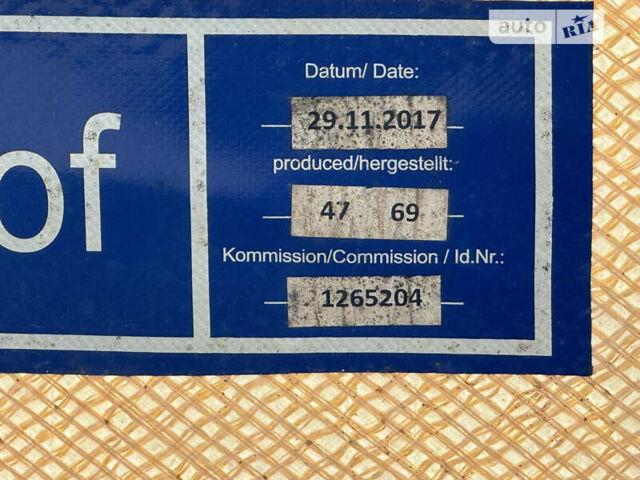 auto RIA
of
Datum/ Date:
29.11.2017
produced/hergestellt:
47 69
Kommission/Commission / Id.Nr.:
1265204